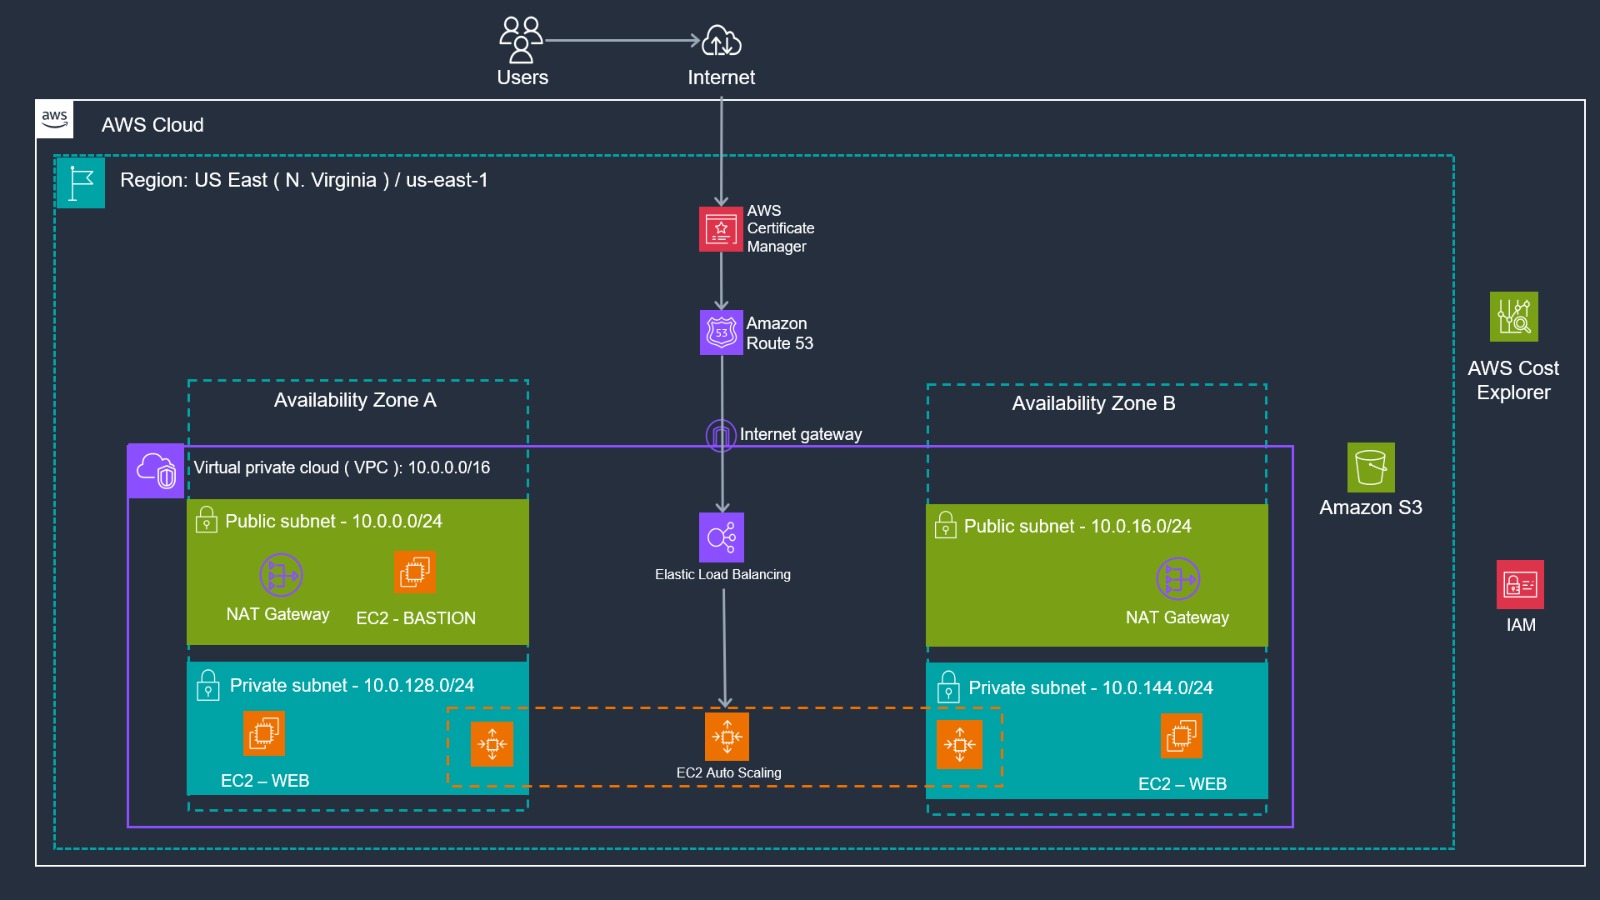 Users
Internet
aws
AWS Cloud
Region: US East ( N. Virginia ) / us-east-1
AWS
Certificate
Manager
53
Amazon
Route 53
AWS Cost
Explorer
Availability Zone A
Availability Zone B
Internet gateway
Virtual private cloud ( VPC ): 10.0.0.0/16
Amazon S3
Public subnet - 10.0.0.0/24
Public subnet - 10.0.16.0/24
Elastic Load Balancing
NAT Gateway
EC2 - BASTION
NAT Gateway
IAM
Private subnet - 10.0.128.0/24
Private subnet - 10.0.144.0/24
EC2 – WEB
EC2 Auto Scaling
EC2 – WEB